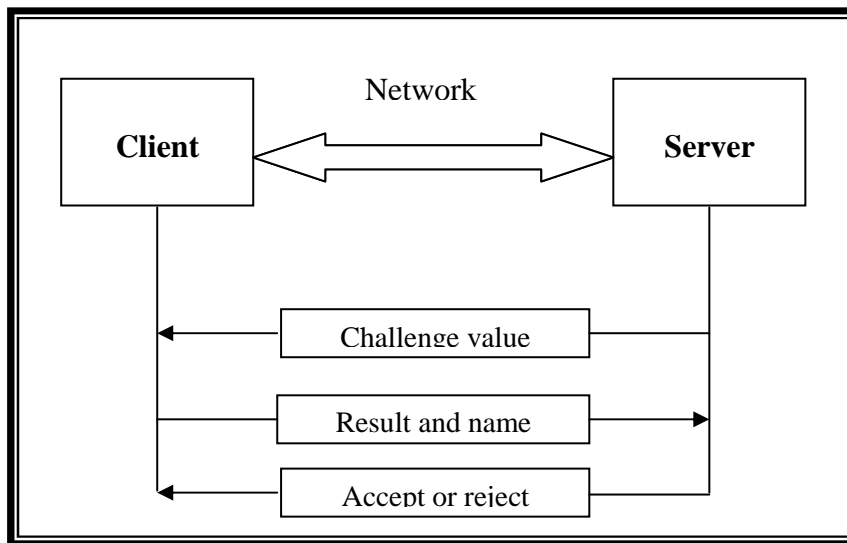 Network
Client
Server
Challenge value
Result and name
Accept or reject